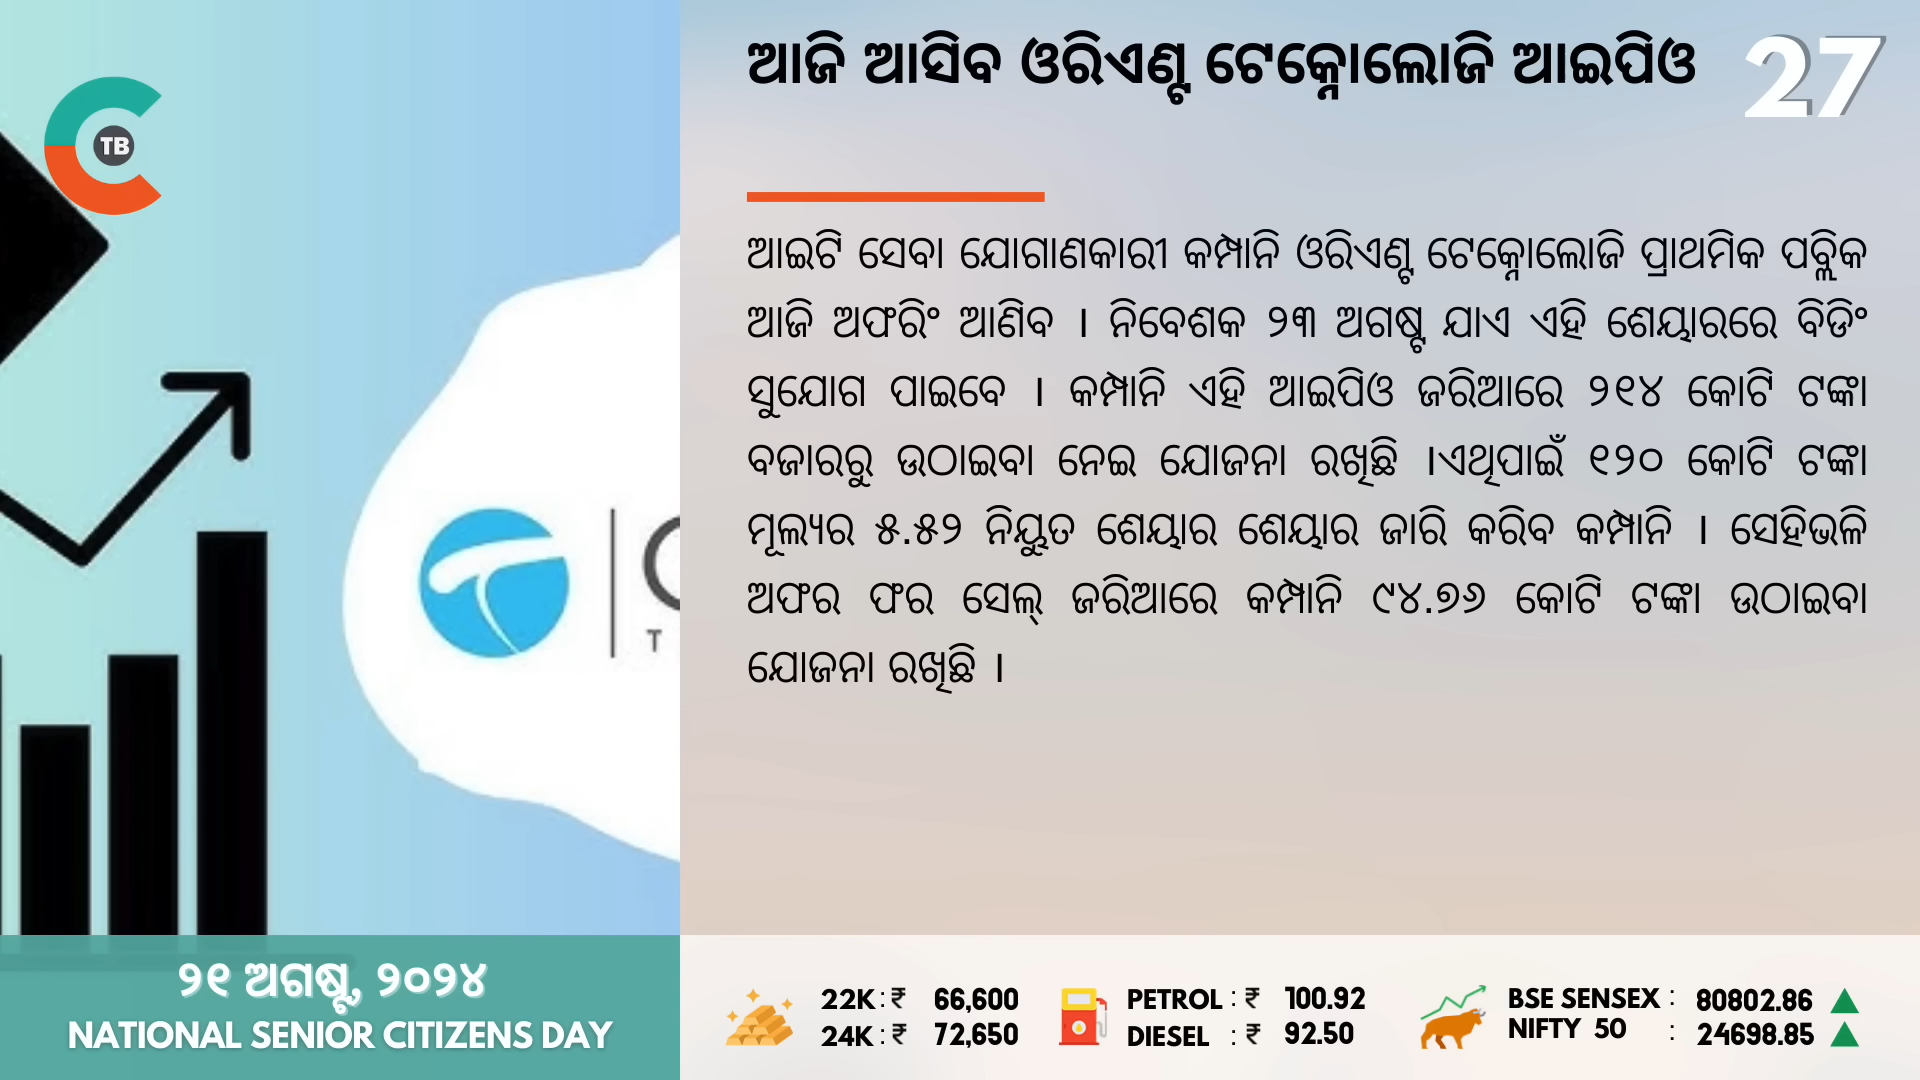 ଆଜି ଆସିବ ଓରିଏଣ୍ଟ ଟେକ୍ନୋଲୋଜି ଆଇପିଓ
27
TB
ଆଇଟି ସେବା ଯୋଗାଣକାରୀ କମ୍ପାନି ଓରିଏଣ୍ଟ ଟେକ୍ନୋଲୋଜି ପ୍ରାଥମିକ ପବ୍ଲିକ
ଆଜି ଅଫରିଂ ଆଣିବ । ନିବେଶକ ୨୩ ଅଗଷ୍ଟ ଯାଏ ଏହି ଶେୟାରରେ ବିଡିଂ
ସୁଯୋଗ ପାଇବେ । କମ୍ପାନି ଏହି ଆଇପିଓ ଜରିଆରେ ୨୧୪ କୋଟି ଟଙ୍କା
ବଜାରରୁ ଉଠାଇବା ନେଇ ଯୋଜନା ରଖିଛି ।ଏଥିପାଇଁ ୧୨୦ କୋଟି ଟଙ୍କା
ମୂଲ୍ୟର ୫.୫୨ ନିୟୁତ ଶେୟାର ଶେୟାର ଜାରି କରିବ କମ୍ପାନି । ସେହିଭଳି
ଅଫର ଫର ସେଲ୍ ଜରିଆରେ କମ୍ପାନି ୯୪.୭୬ କୋଟି ଟଙ୍କା ଉଠାଇବା
ଯୋଜନା ରଖିଛି ।
୨୧ ଅଗଷ୍ଟ, ୨୦୨୪
NATIONAL SENIOR CITIZENS DAY
22K : ₹ 66,600
24K : ₹ 72,650
PETROL : ₹ 100.92
DIESEL : ₹ 92.50
BSE SENSEX : 80802.86
NIFTY 50 : 24698.85